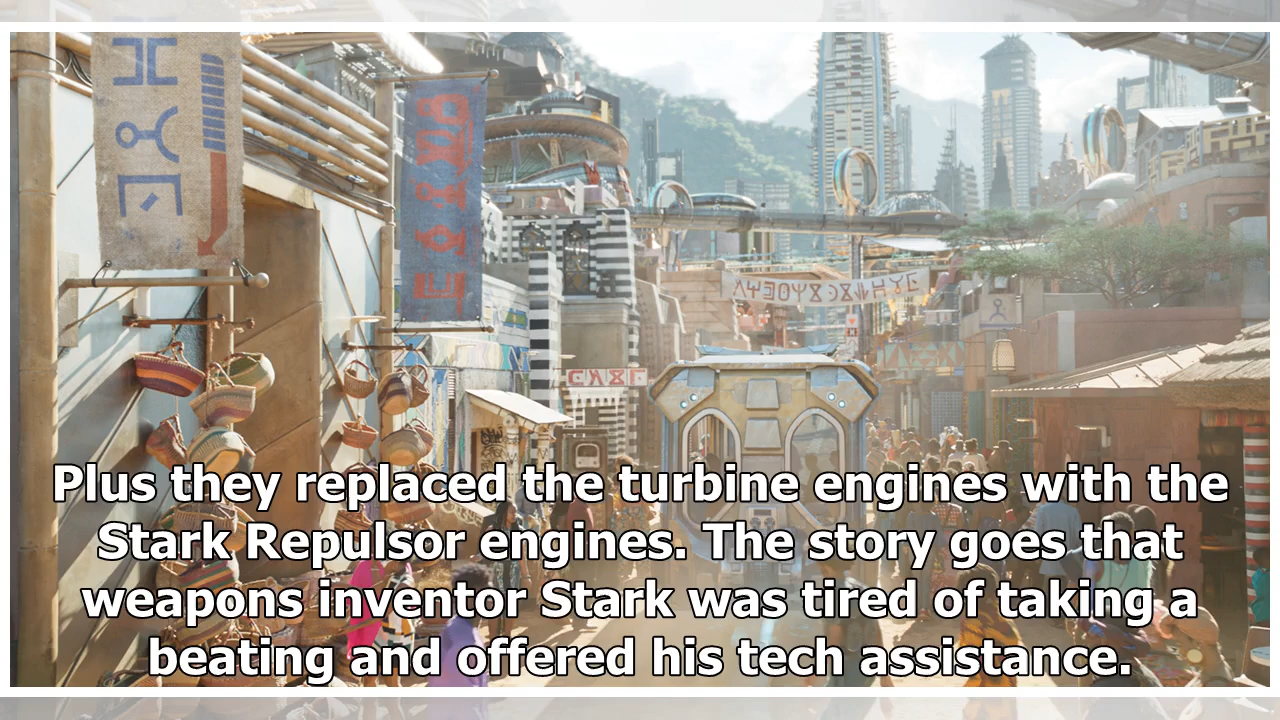 Plus they replaced the turbine engines with the
Stark Repulsor engines. The story goes that
weapons inventor Stark was tired of taking a
beating and offered his tech assistance.